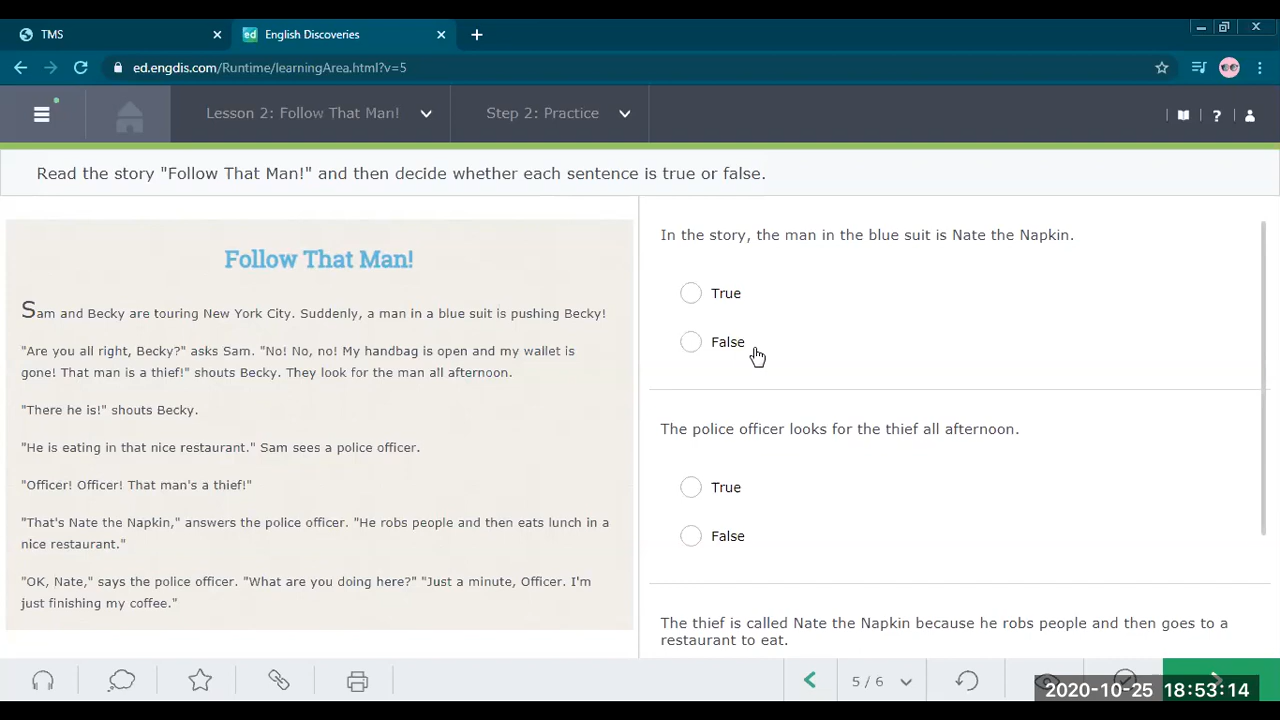 TMS
English Discoveries
ed.engdis.com/Runtime/learningArea.html?v=5
Lesson 2: Follow That Man!
Step 2: Practice
Read the story "Follow That Man!" and then decide whether each sentence is true or false.
Follow That Man!
Sam and Becky are touring New York City. Suddenly, a man in a blue suit is pushing Becky!
"Are you all right, Becky?" asks Sam. "No! No, no! My handbag is open and my wallet is
gone! That man is a thief!" shouts Becky. They look for the man all afternoon.
"There he is!" shouts Becky.
"He is eating in that nice restaurant." Sam sees a police officer.
"Officer! Officer! That man's a thief!"
"That's Nate the Napkin," answers the police officer. "He robs people and then eats lunch in a
nice restaurant."
"OK, Nate," says the police officer. "What are you doing here?" "Just a minute, Officer. I'm
just finishing my coffee."
In the story, the man in the blue suit is Nate the Napkin.
True
False
The police officer looks for the thief all afternoon.
True
False
The thief is called Nate the Napkin because he robs people and then goes to a
restaurant to eat.
5 / 6
2020-10-25 18:53:14